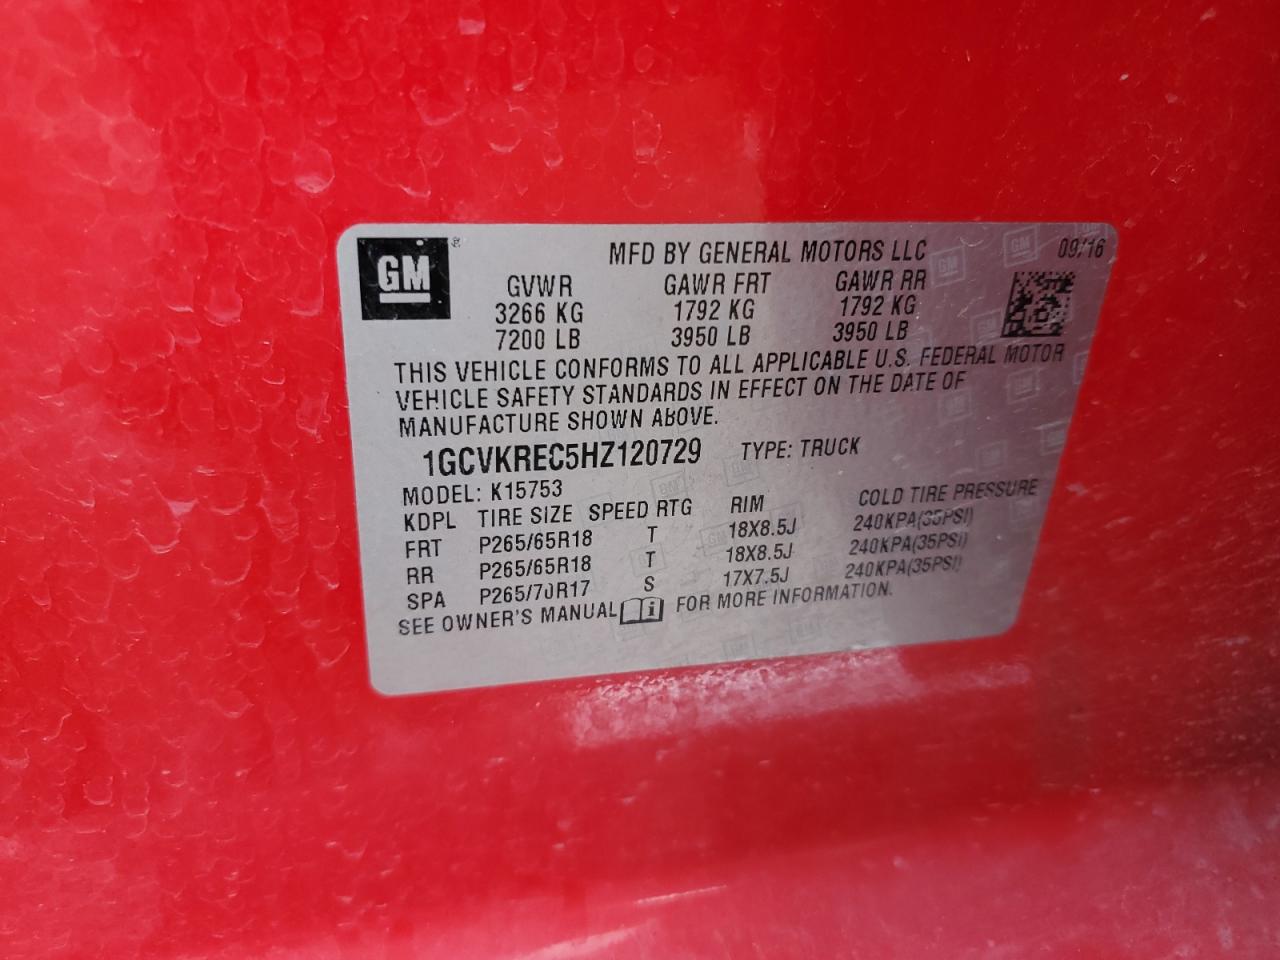 GM ®
MFD BY GENERAL MOTORS LLC 09/16
GVWR GAWR FRT GAWR RR
3266 KG 1792 KG 1792 KG
7200 LB 3950 LB 3950 LB
THIS VEHICLE CONFORMS TO ALL APPLICABLE U.S. FEDERAL MOTOR
VEHICLE SAFETY STANDARDS IN EFFECT ON THE DATE OF
MANUFACTURE SHOWN ABOVE.
1GCVKREC5HZ120729 TYPE: TRUCK
MODEL: K15753
KDPL TIRE SIZE SPEED RTG RIM COLD TIRE PRESSURE
FRT P265/65R18 T 18X8.5J 240KPA(35PSI)
RR P265/65R18 T 18X8.5J 240KPA(35PSI)
SPA P265/70R17 S 17X7.5J 240KPA(35PSI)
SEE OWNER'S MANUAL i FOR MORE INFORMATION.